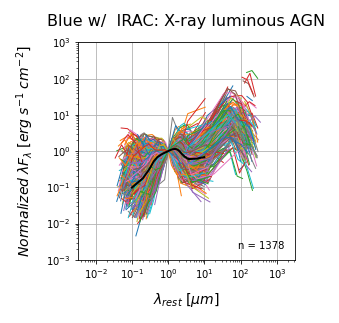 Blue w/  IRAC: X-ray luminous AGN
Normalized λF_λ [erg s⁻¹ cm⁻²]
10³
10²
10¹
10⁰
10⁻¹
10⁻²
10⁻³
n = 1378
10⁻² 10⁻¹ 10⁰ 10¹ 10² 10³
λ_rest [μm]